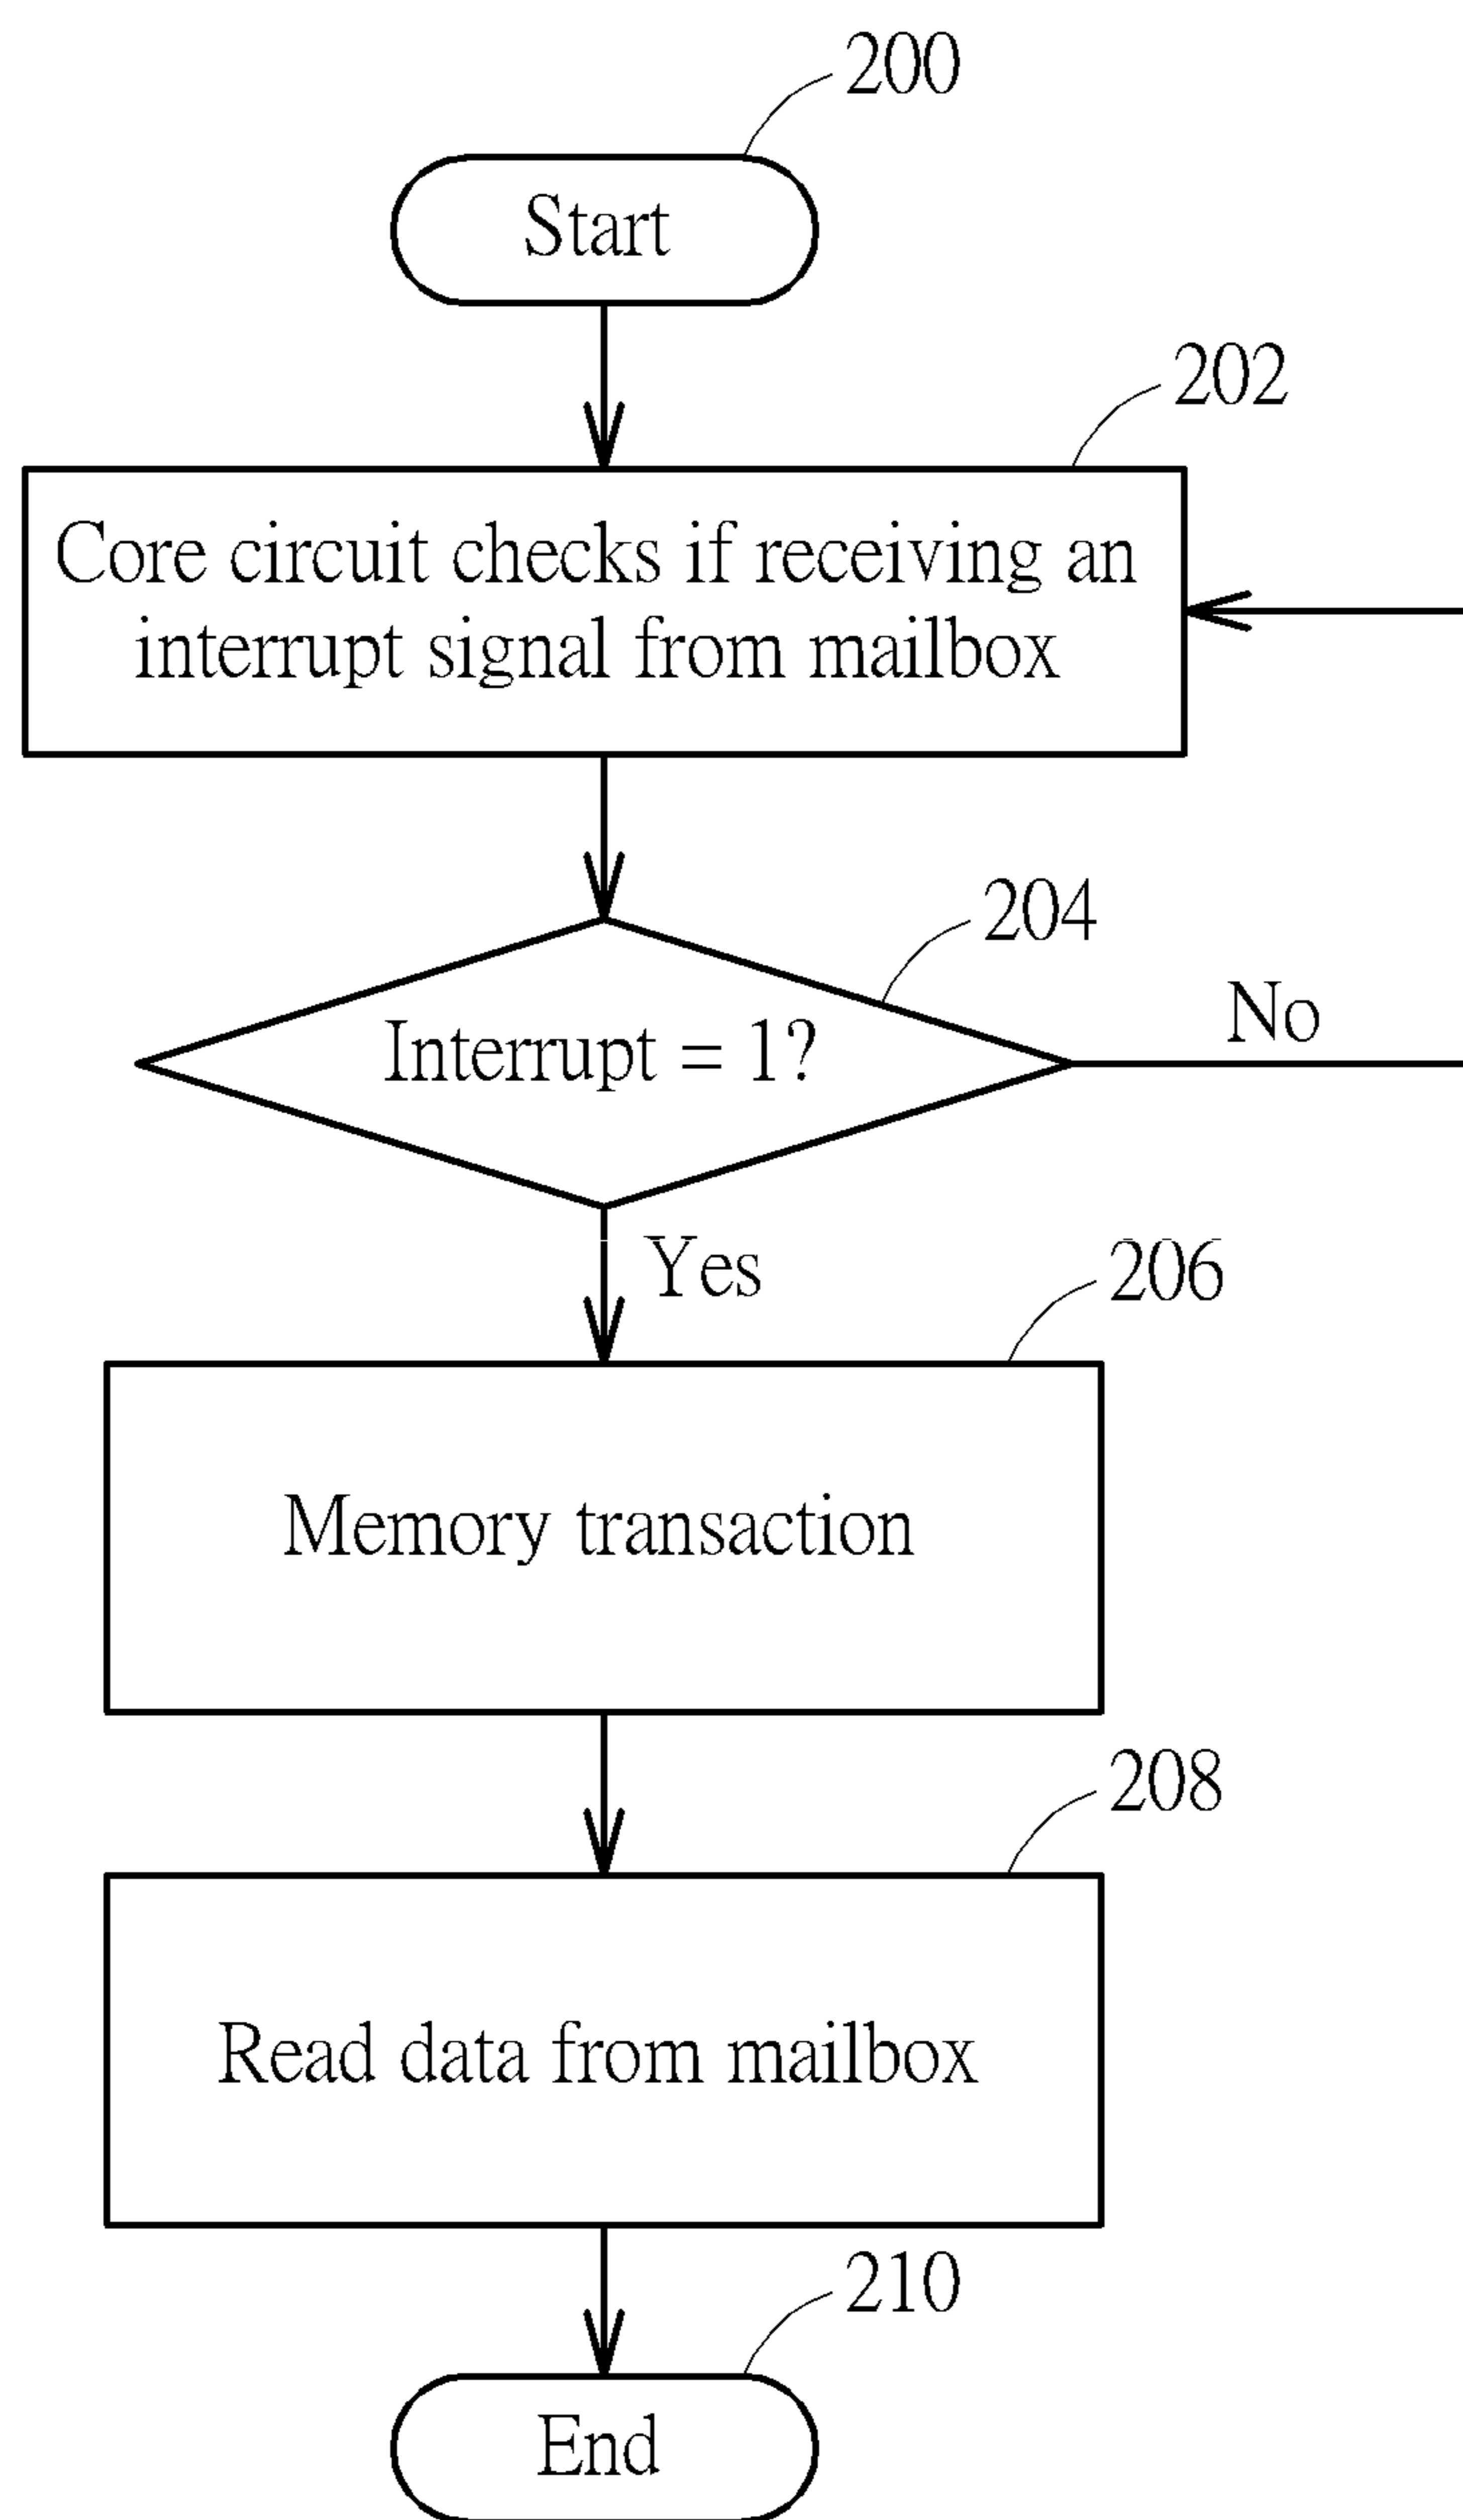 200
Start
202
Core circuit checks if receiving an
interrupt signal from mailbox
204
Interrupt = 1?
No
Yes
206
Memory transaction
208
Read data from mailbox
210
End